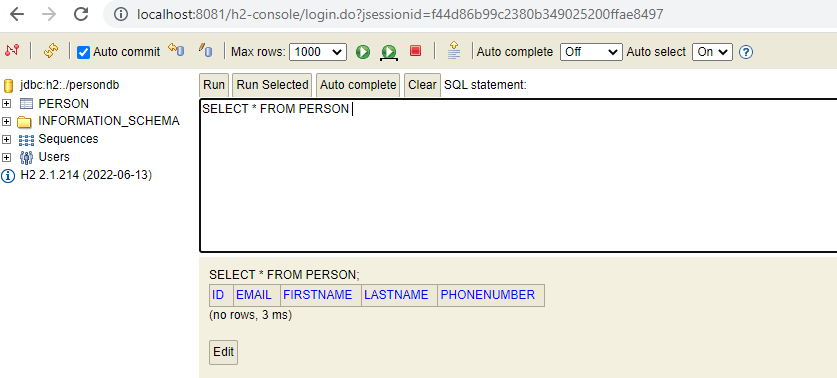 localhost:8081/h2-console/login.do?jsessionid=f44d86b99c2380b349025200ffae8497
Auto commit Max rows: 1000 Auto complete Off Auto select On ?
jdbc:h2:./persondb
PERSON
INFORMATION_SCHEMA
Sequences
Users
H2 2.1.214 (2022-06-13)
Run Run Selected Auto complete Clear SQL statement:
SELECT * FROM PERSON
SELECT * FROM PERSON;
ID EMAIL FIRSTNAME LASTNAME PHONENUMBER
(no rows, 3 ms)
Edit